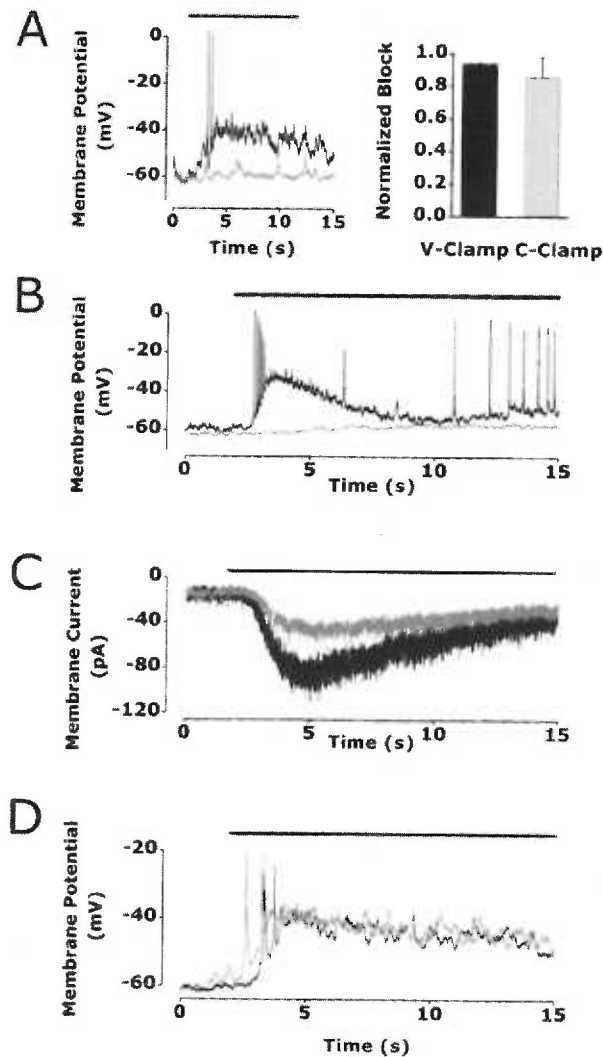 A
Membrane Potential
(mV)
0
-20
-40
-60
0 5 10 15
Time (s)
Normalized Block
1.0
0.8
0.6
0.4
0.2
0.0
V-Clamp C-Clamp
B
Membrane Potential
(mV)
0
-20
-40
-60
0 5 10 15
Time (s)
C
Membrane Current
(pA)
0
-40
-80
-120
0 5 10 15
Time (s)
D
Membrane Potential
(mV)
-20
-40
-60
0 5 10 15
Time (s)